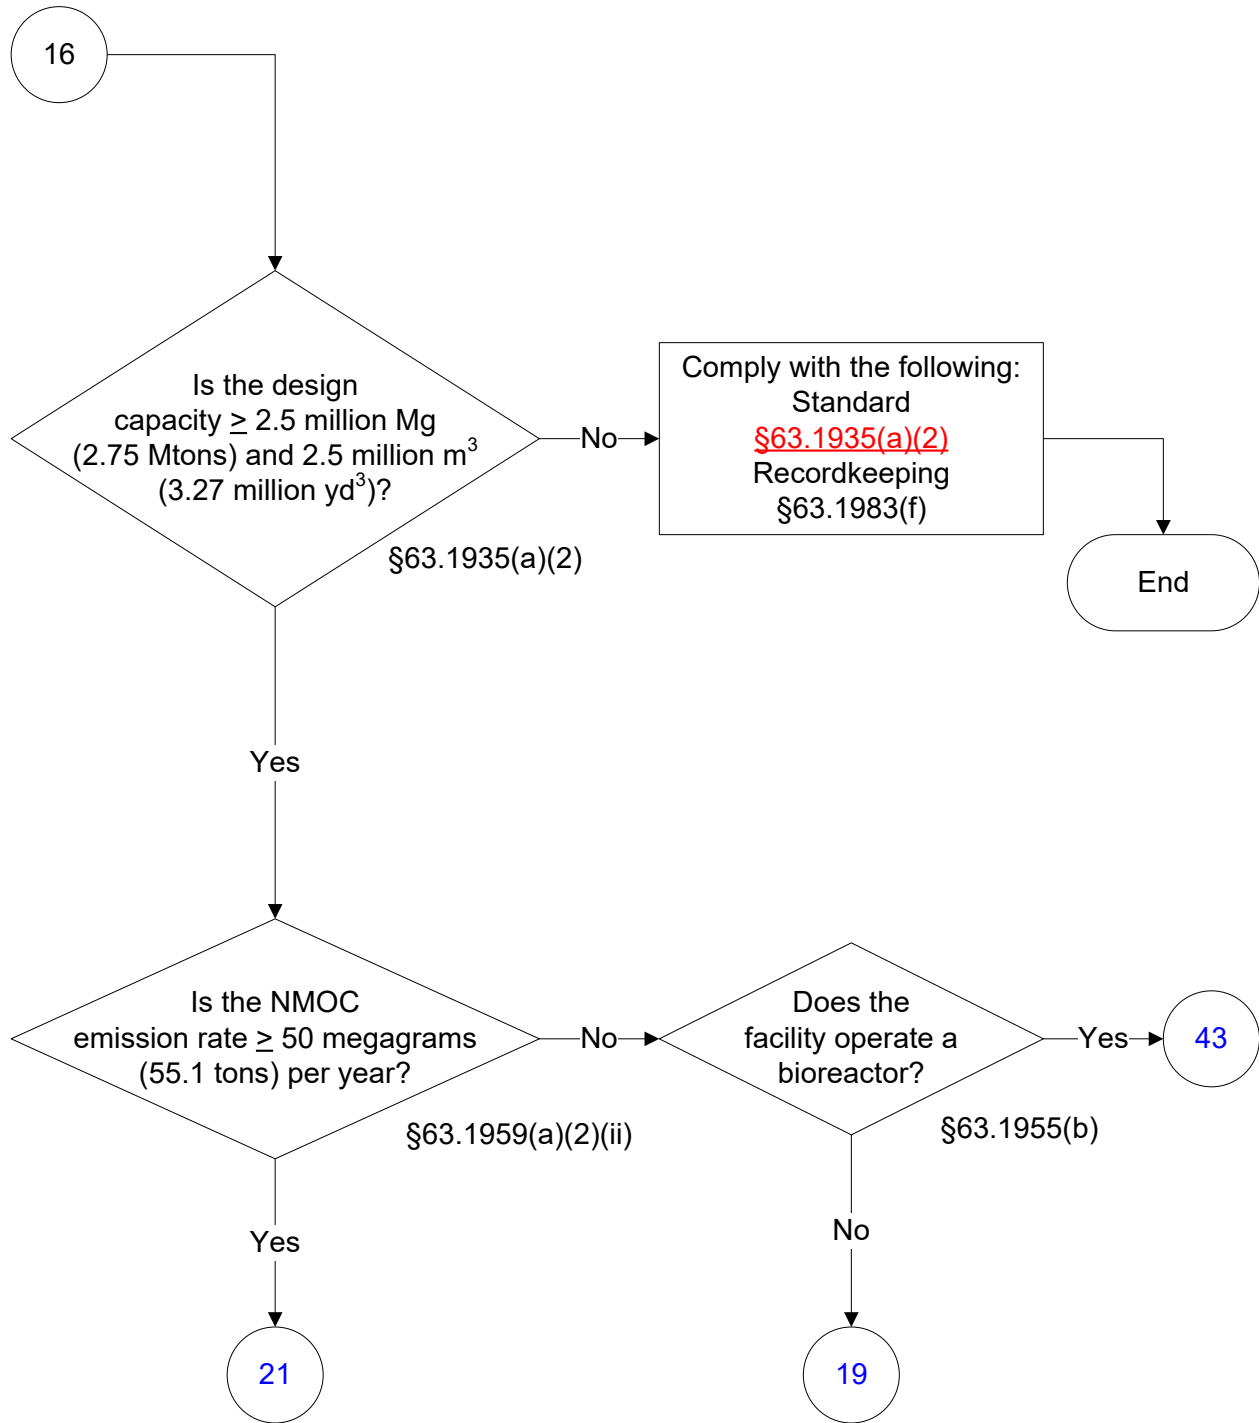 16
Is the design
capacity ≥ 2.5 million Mg
(2.75 Mtons) and 2.5 million m³
(3.27 million yd³)?
§63.1935(a)(2)
No
Comply with the following:
Standard
§63.1935(a)(2)
Recordkeeping
§63.1983(f)
End
Yes
Is the NMOC
emission rate ≥ 50 megagrams
(55.1 tons) per year?
§63.1959(a)(2)(ii)
No
Does the
facility operate a
bioreactor?
§63.1955(b)
Yes
43
Yes
No
21
19